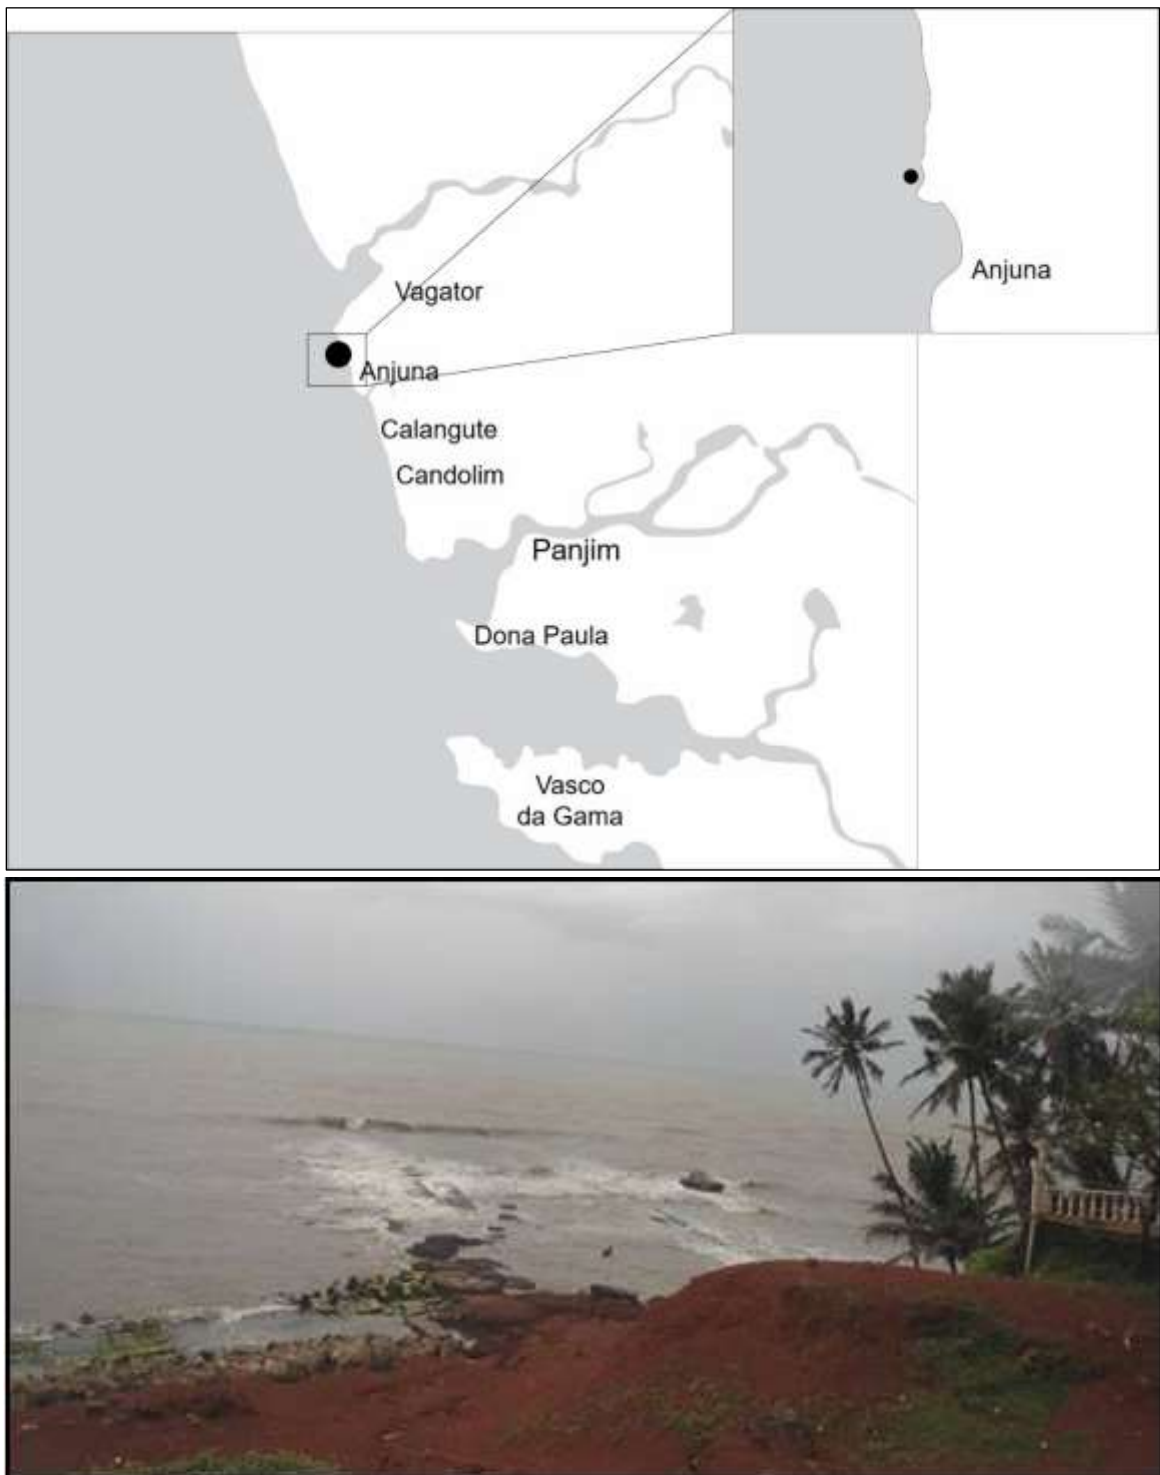 Vagator
Anjuna
Anjuna
Calangute
Candolim
Panjim
Dona Paula
Vasco
da Gama